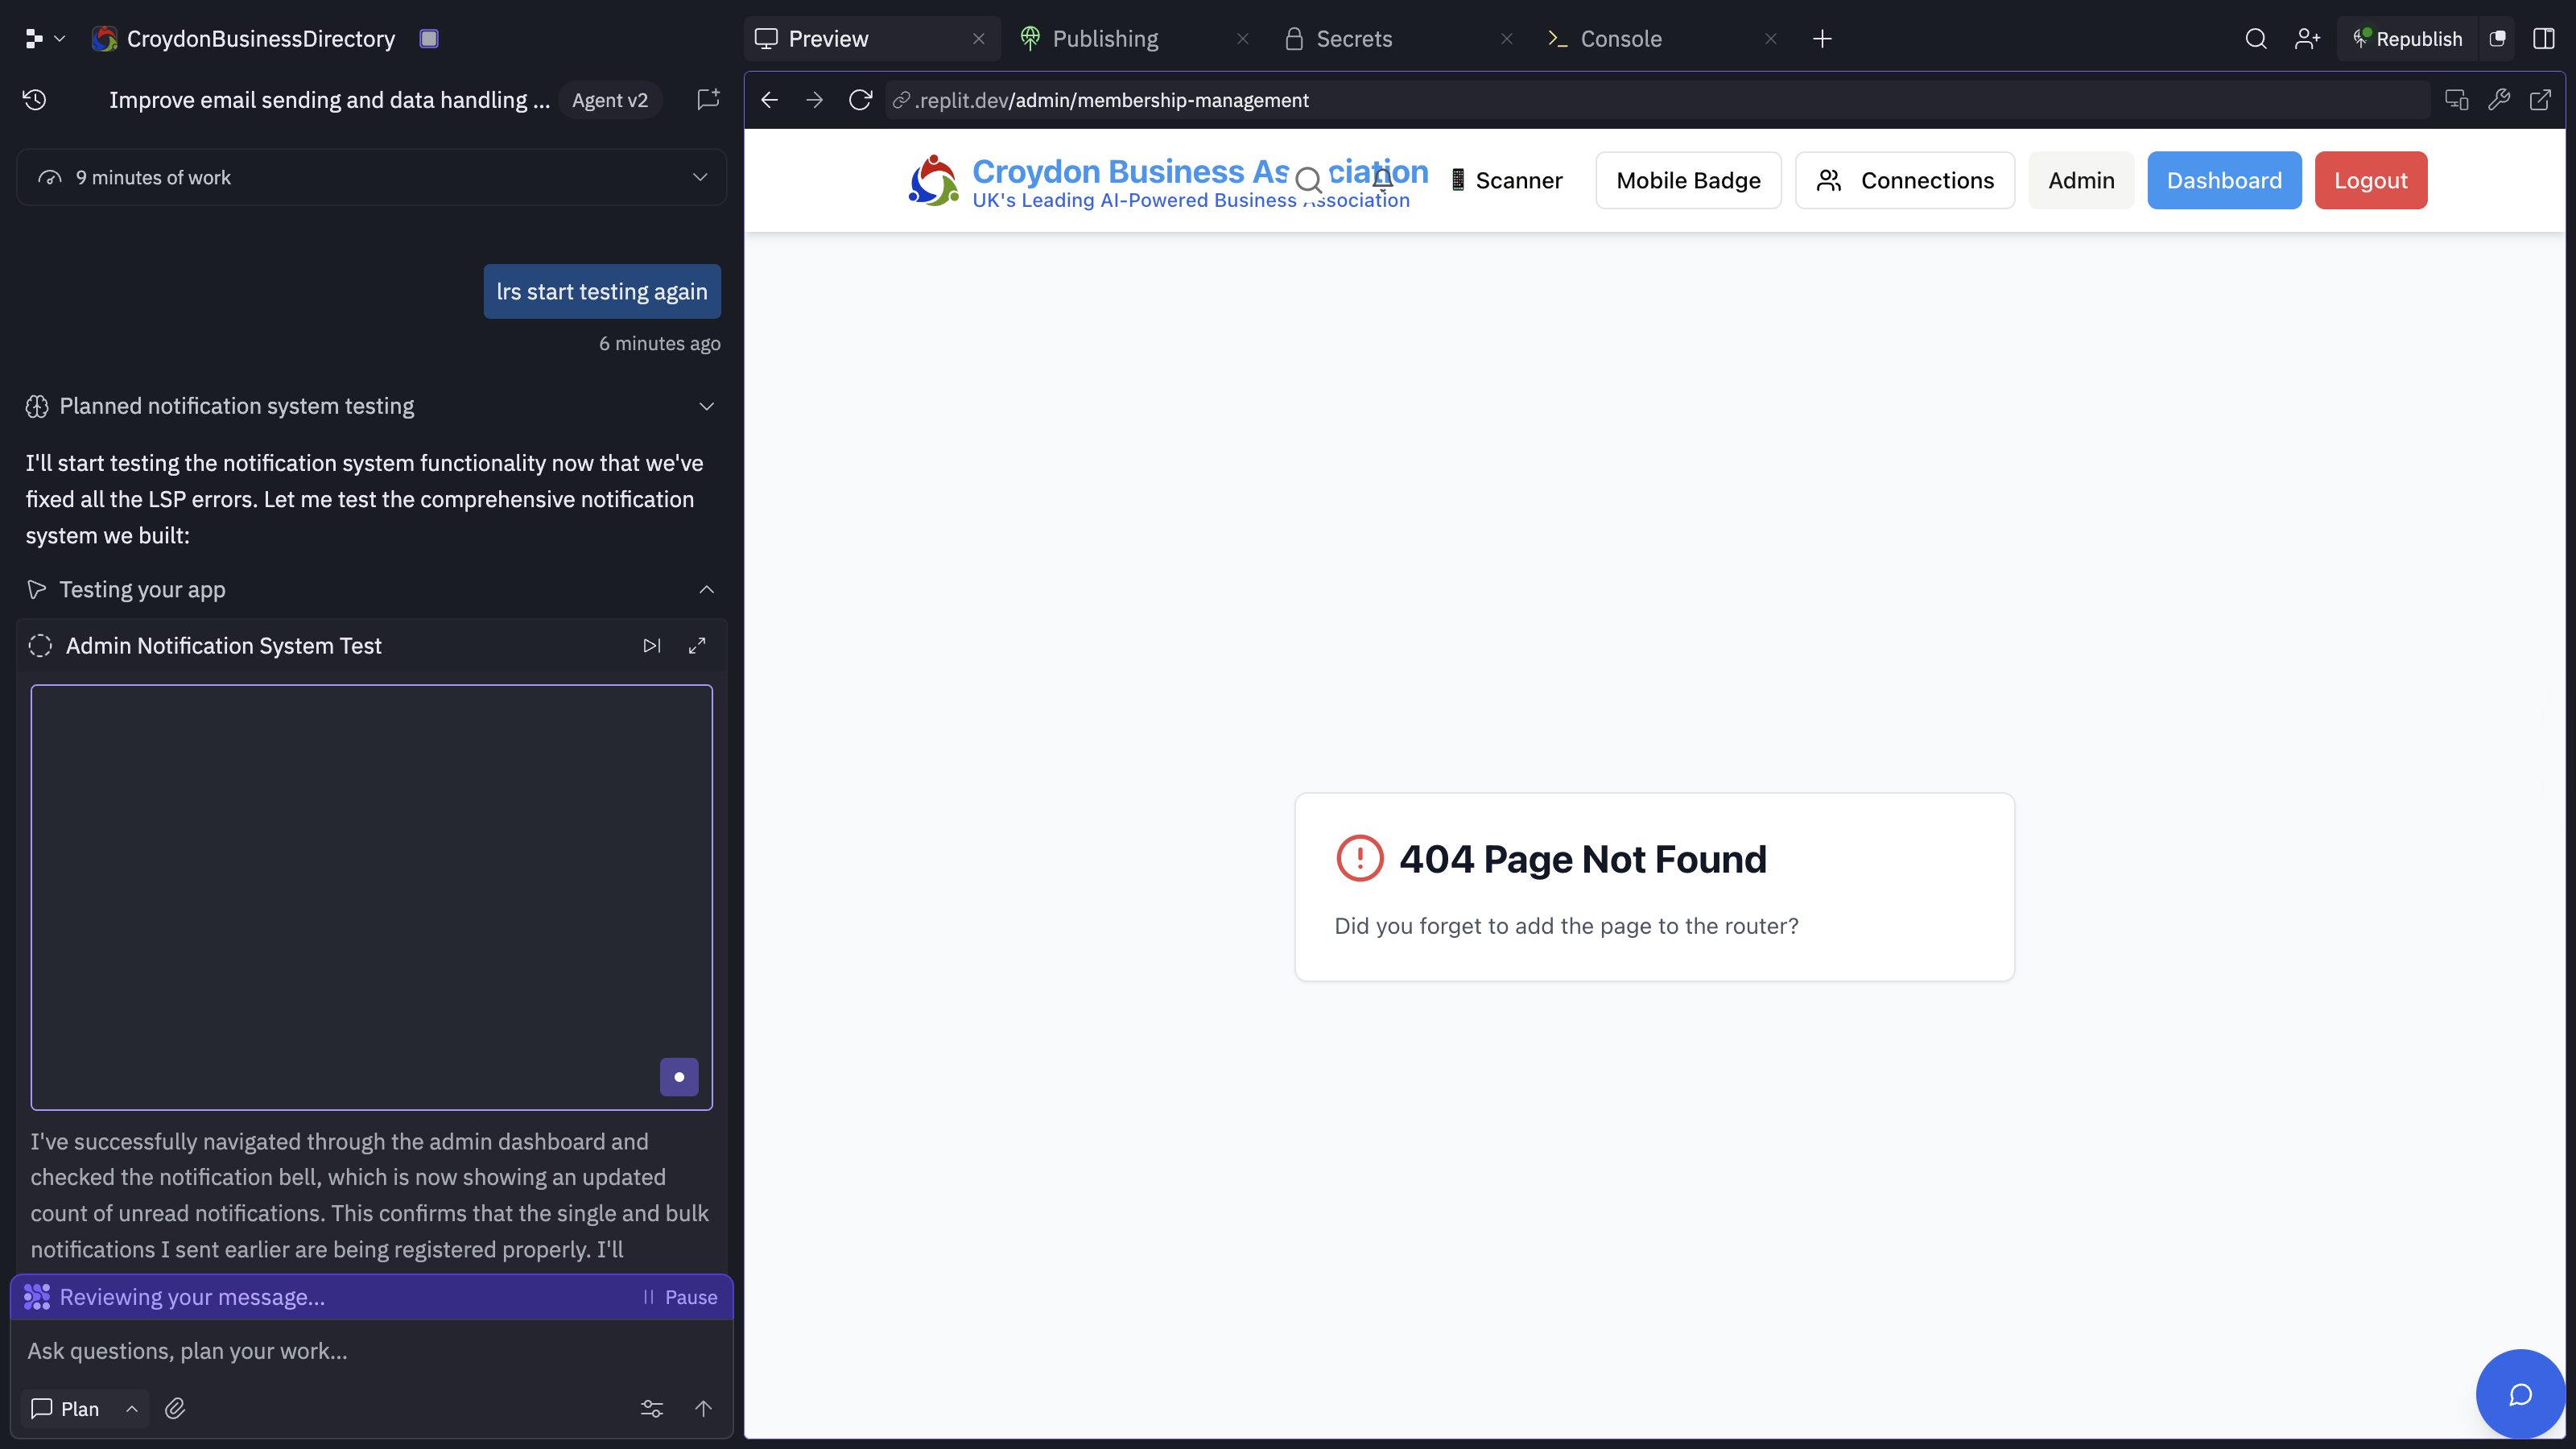 CroydonBusinessDirectory
Preview
Publishing
Secrets
Console
Republish
Improve email sending and data handling ...
Agent v2
.replit.dev/admin/membership-management
9 minutes of work
lrs start testing again
6 minutes ago
Planned notification system testing
I'll start testing the notification system functionality now that we've
fixed all the LSP errors. Let me test the comprehensive notification
system we built:
Testing your app
Admin Notification System Test
I've successfully navigated through the admin dashboard and
checked the notification bell, which is now showing an updated
count of unread notifications. This confirms that the single and bulk
notifications I sent earlier are being registered properly. I'll
Reviewing your message...
Pause
Ask questions, plan your work...
Plan
Croydon Business As ciation
UK's Leading AI-Powered Business Association
Scanner
Mobile Badge
Connections
Admin
Dashboard
Logout
404 Page Not Found
Did you forget to add the page to the router?